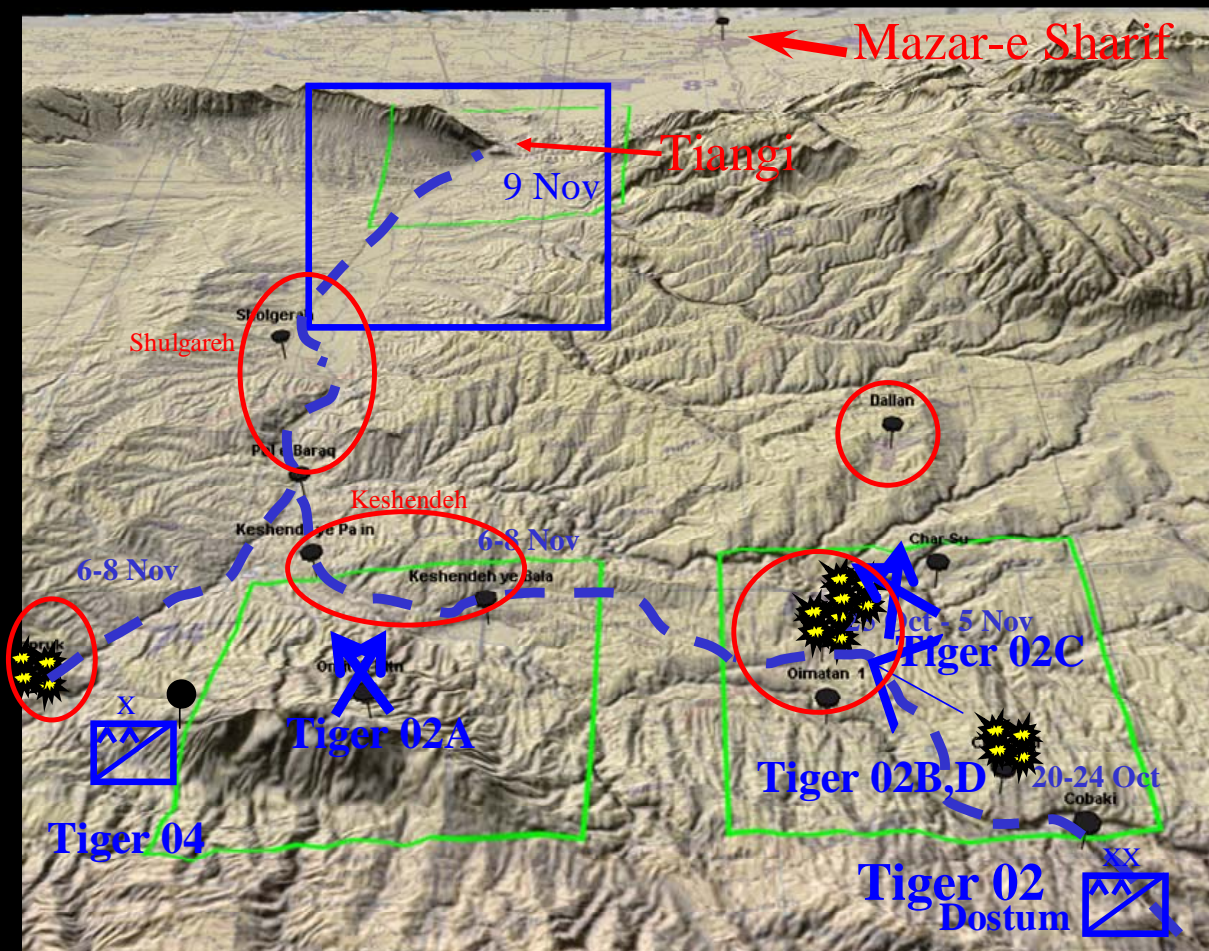 Mazar-e Sharif
Tiangi
9 Nov
Shulgareh
Dallan
Pul e Baraq
Keshendeh
Keshendeh ye Pa in
6-8 Nov
Char-Su
6-8 Nov
Keshendeh ye Bala
Oct - 5 Nov
Tiger 02C
Oimatan 1
X
Tiger 02A
Tiger 02B,D
20-24 Oct
Cobaki
Tiger 04
XX
Tiger 02
Dostum